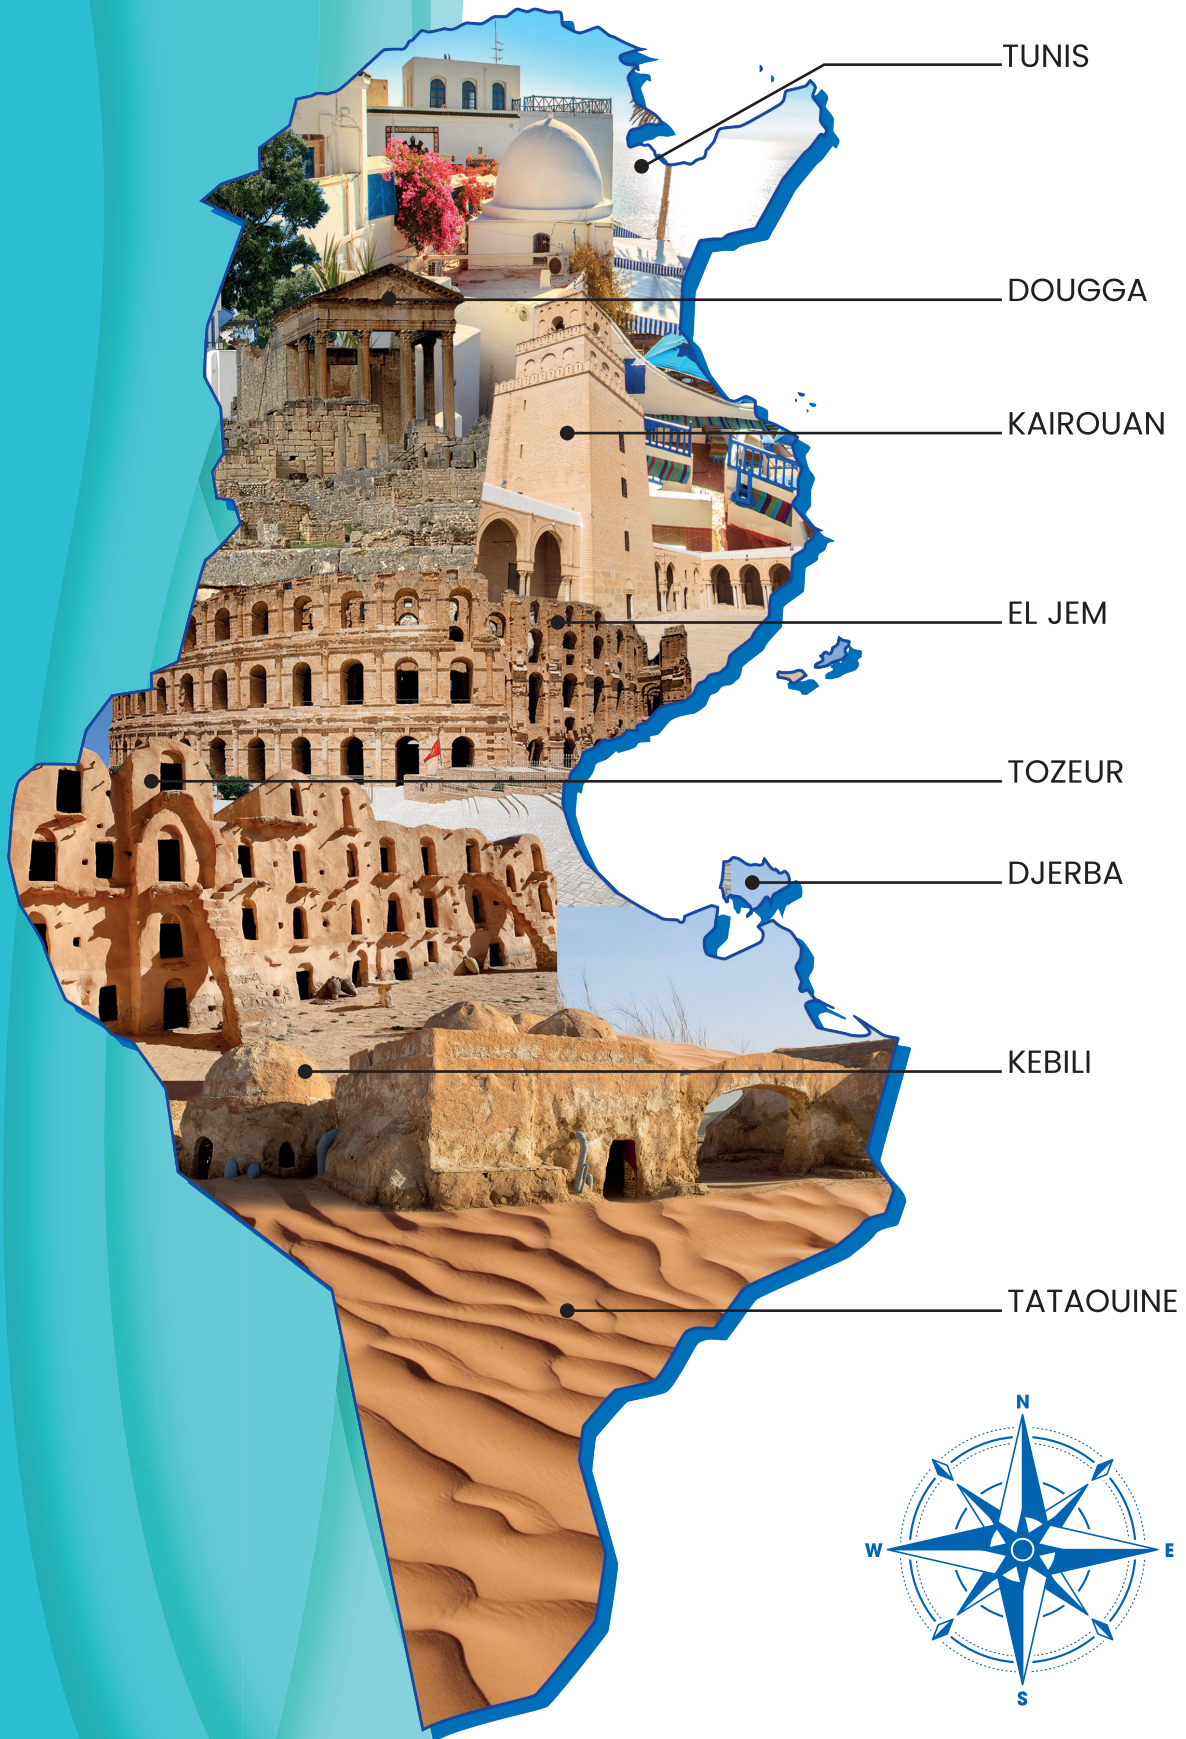 TUNIS
DOUGGA
KAIROUAN
EL JEM
TOZEUR
DJERBA
KEBILI
TATAOUINE
N
W
E
S